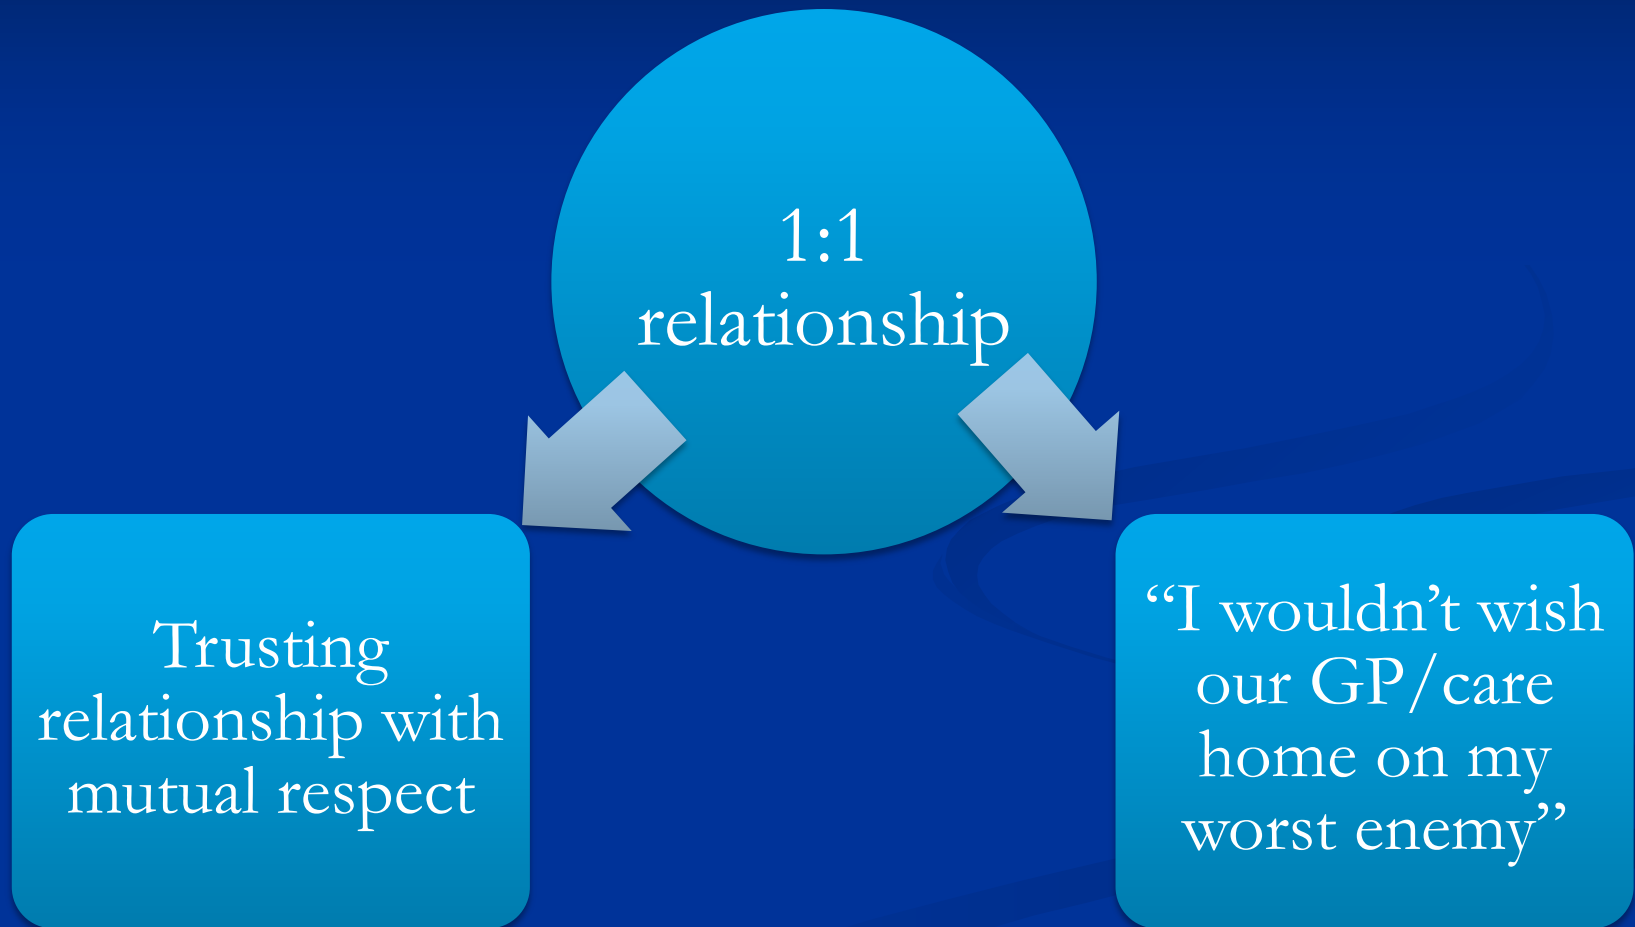 1:1
relationship
Trusting
relationship with
mutual respect
“I wouldn’t wish
our GP/care
home on my
worst enemy”